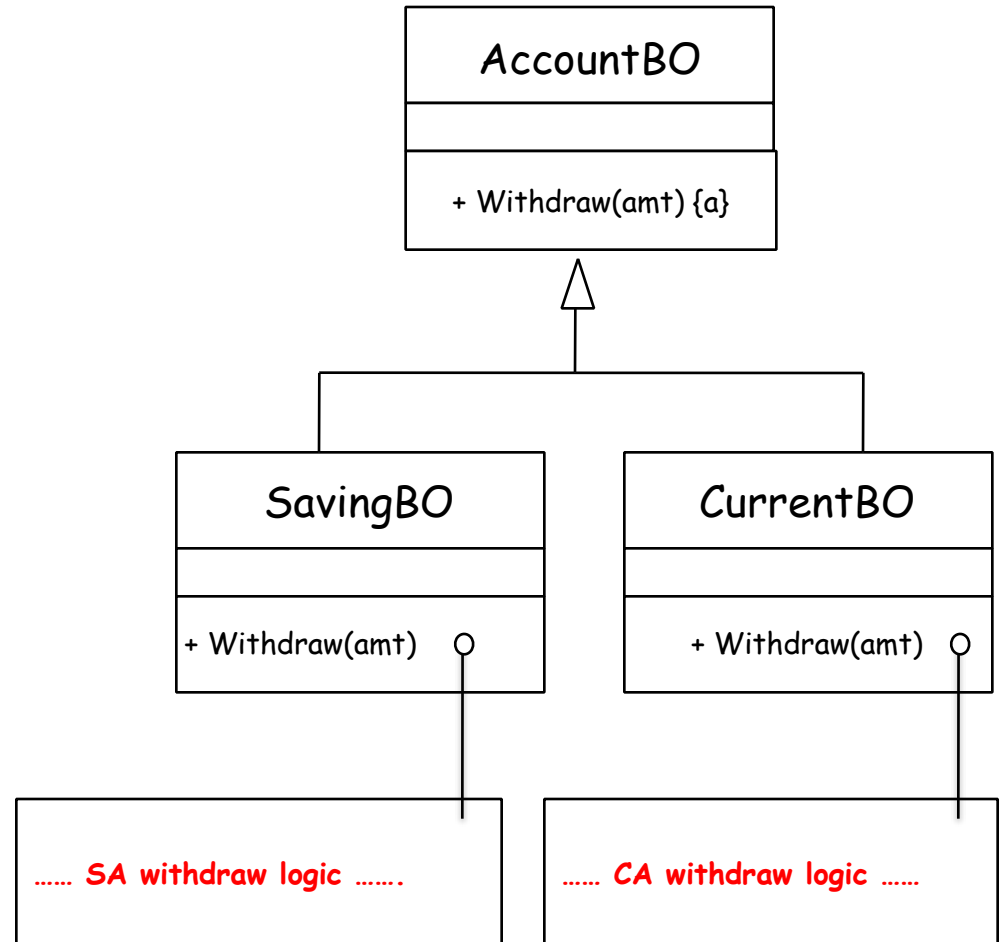 AccountBO
+ Withdraw(amt) {a}
SavingBO
CurrentBO
+ Withdraw(amt)
+ Withdraw(amt)
…… SA withdraw logic …….
…… CA withdraw logic ……